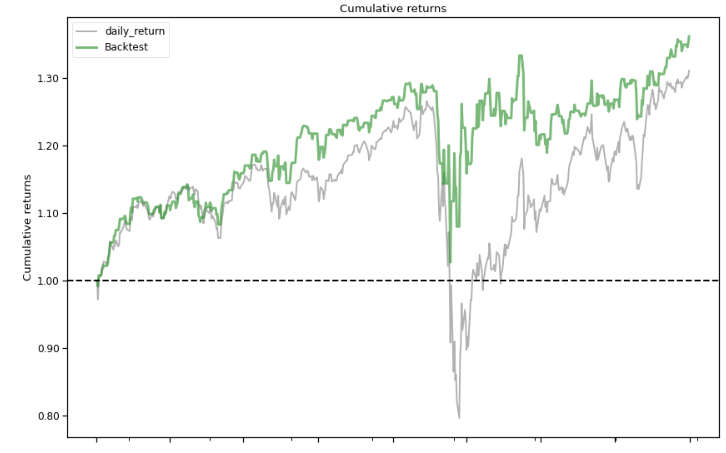 Cumulative returns
daily_return
Backtest
Cumulative returns
1.30
1.20
1.10
1.00
0.90
0.80